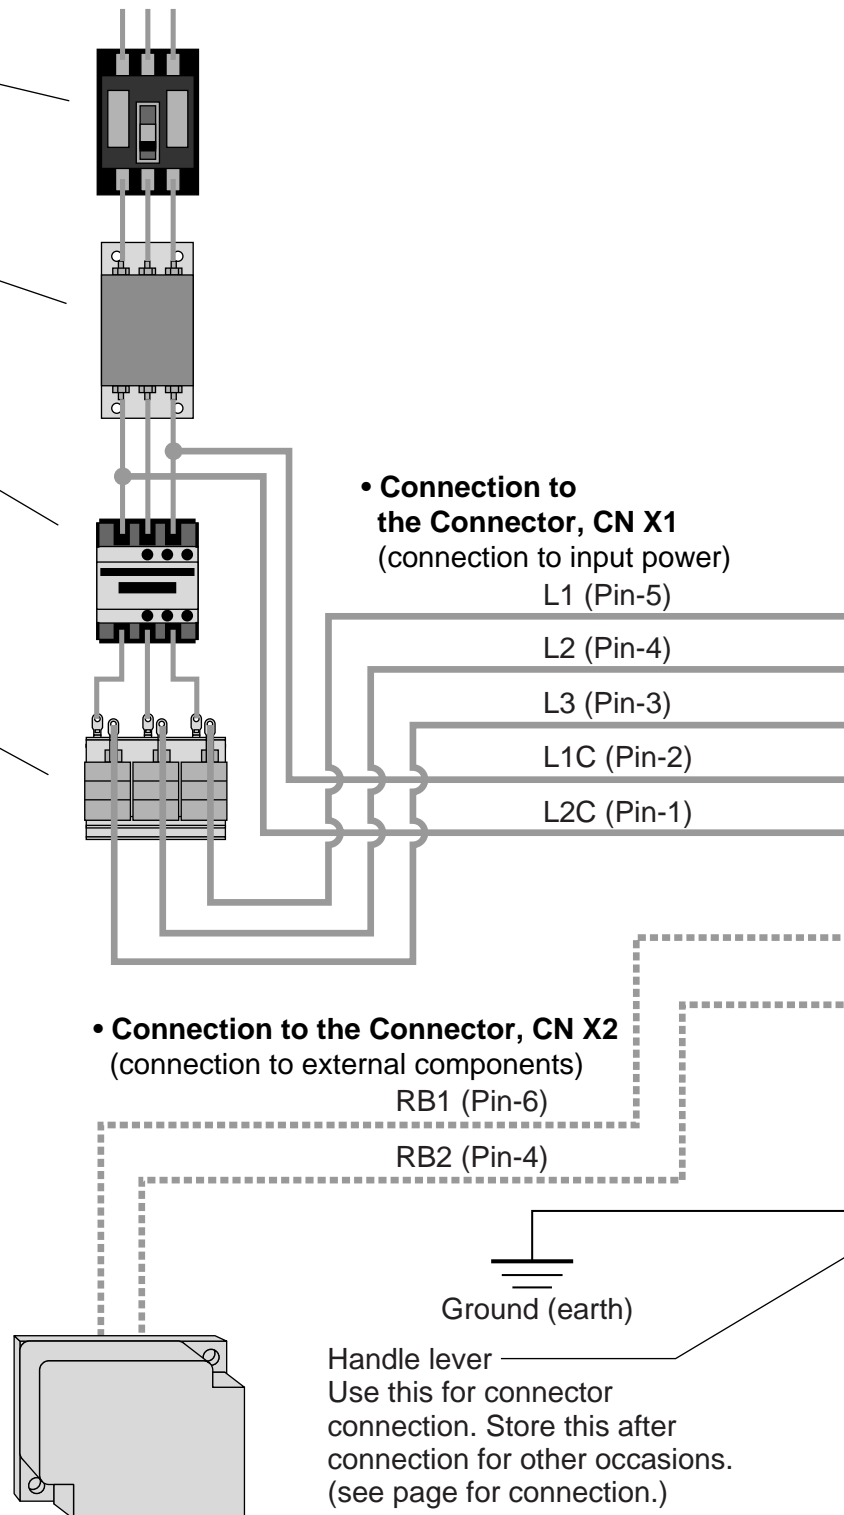 • Connection to
the Connector, CN X1
(connection to input power)
L1 (Pin-5)
L2 (Pin-4)
L3 (Pin-3)
L1C (Pin-2)
L2C (Pin-1)
• Connection to the Connector, CN X2
(connection to external components)
RB1 (Pin-6)
RB2 (Pin-4)
Ground (earth)
Handle lever
Use this for connector
connection. Store this after
connection for other occasions.
(see page for connection.)